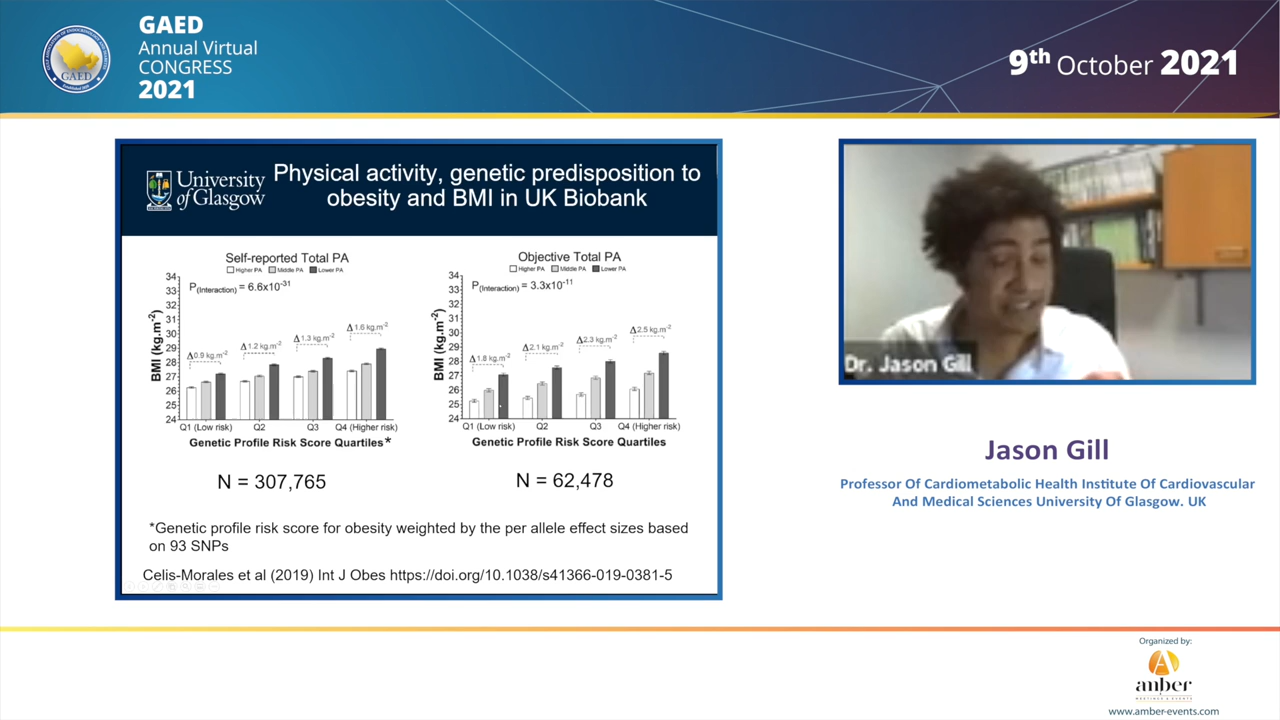 GAED
Annual Virtual
CONGRESS
2021
GAED
9th October 2021
University
of Glasgow
Physical activity, genetic predisposition to
obesity and BMI in UK Biobank
Self-reported Total PA
Higher PA Middle PA Lower PA
P(Interaction) = 6.6x10-31
BMI (kg.m-2)
34
33
32
31
30
29
28
27
26
25
24
Δ0.9 kg.m-2
Δ1.2 kg.m-2
Δ1.3 kg.m-2
Δ1.6 kg.m-2
Q1 (Low risk) Q2 Q3 Q4 (Higher risk)
Genetic Profile Risk Score Quartiles*
N = 307,765
Objective Total PA
Higher PA Middle PA Lower PA
P(Interaction) = 3.3x10-11
BMI (kg.m-2)
34
33
32
31
30
29
28
27
26
25
24
Δ1.8 kg.m-2
Δ2.1 kg.m-2
Δ2.3 kg.m-2
Δ2.5 kg.m-2
Q1 (Low risk) Q2 Q3 Q4 (Higher risk)
Genetic Profile Risk Score Quartiles
N = 62,478
*Genetic profile risk score for obesity weighted by the per allele effect sizes based
on 93 SNPs
Celis-Morales et al (2019) Int J Obes https://doi.org/10.1038/s41366-019-0381-5
Dr. Jason Gill
Jason Gill
Professor Of Cardiometabolic Health Institute Of Cardiovascular
And Medical Sciences University Of Glasgow. UK
Organized by:
anber
www.amber-events.com